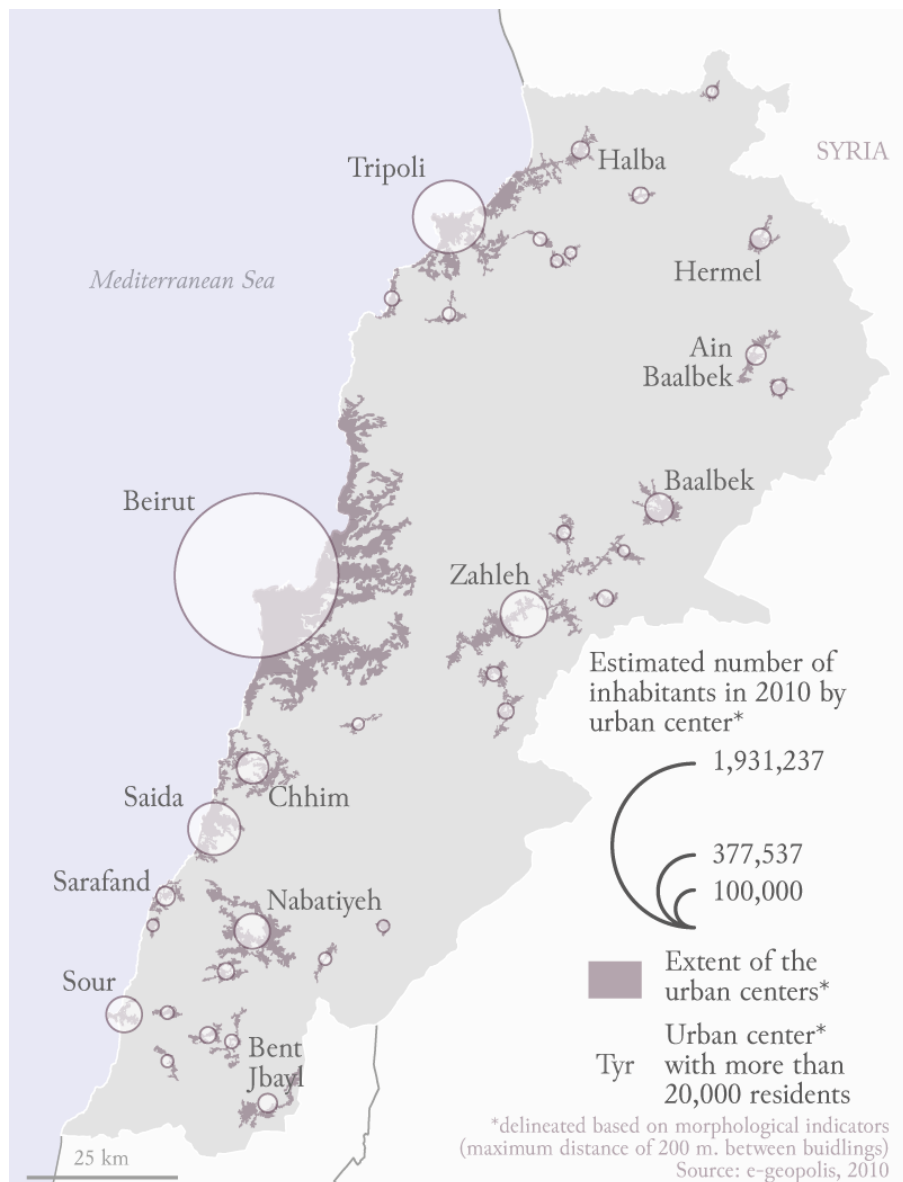 SYRIA
Halba
Tripoli
Mediterranean Sea
Hermel
Ain
Baalbek
Baalbek
Beirut
Zahleh
Estimated number of
inhabitants in 2010 by
urban center*
1,931,237
Chhim
Saida
377,537
Sarafand
100,000
Nabatiyeh
Extent of the
urban centers*
Sour
Urban center*
Tyr
with more than
20,000 residents
Bent
Jbayl
*delineated based on morphological indicators
(maximum distance of 200 m. between buidlings)
Source: e-geopolis, 2010
25 km